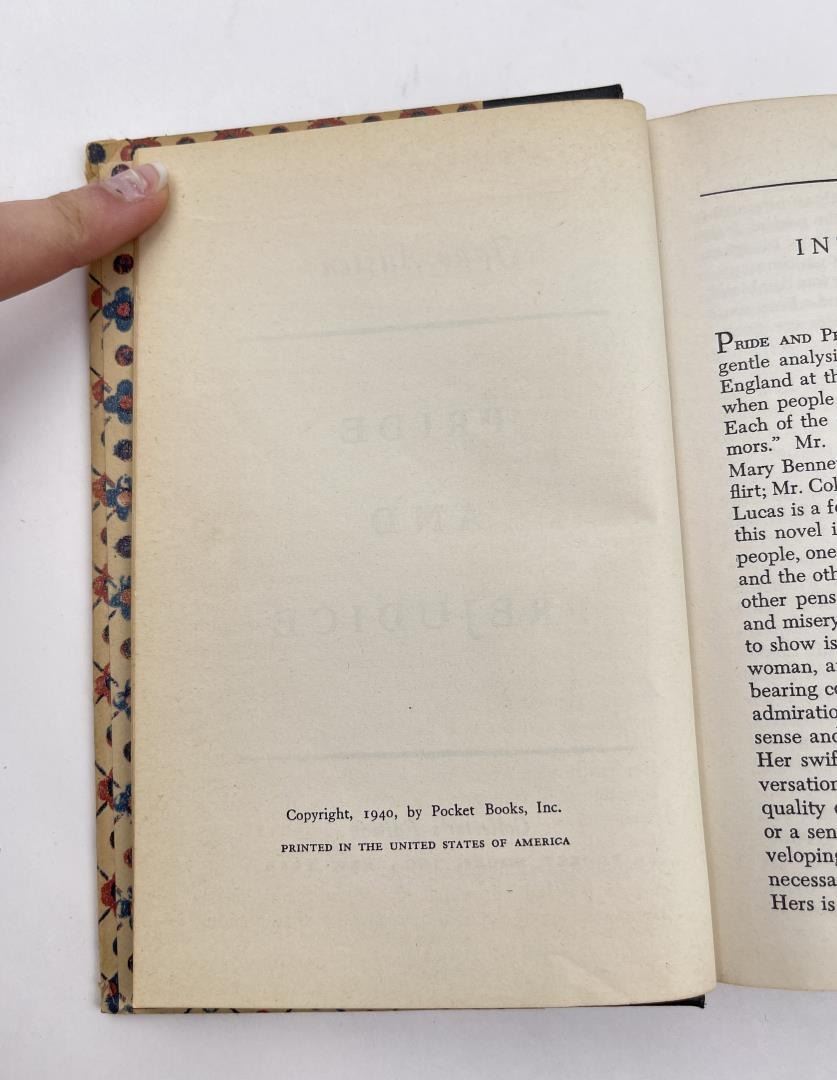 Copyright, 1940, by Pocket Books, Inc.
PRINTED IN THE UNITED STATES OF AMERICA
PRIDE AND
gentle analysi
England at th
when people
Each of the
mors.” Mr.
Mary Benne
flirt; Mr. Col
Lucas is a f
this novel i
people, one
and the oth
other pens
and misery
to show is
woman, a
bearing c
admiratio
sense and
Her swif
versation
quality
or a sen
veloping
necessa
Hers is